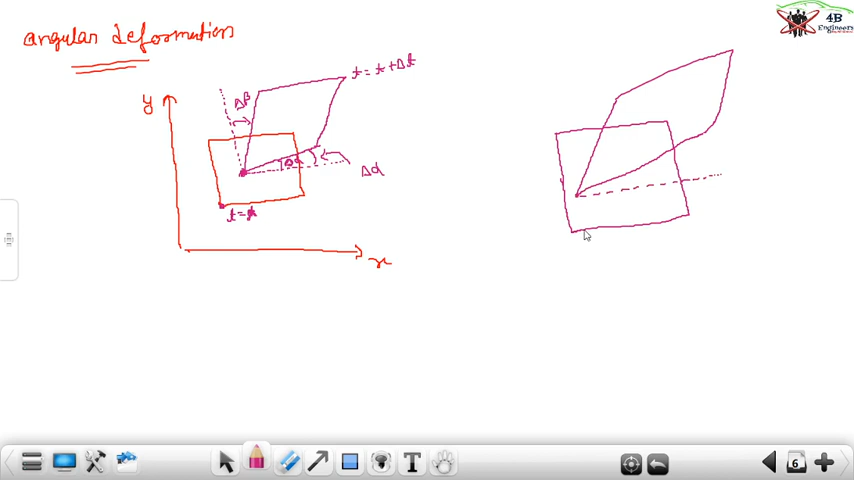 angular deformation
4B
Engineers
y
Δβ
t = t + Δt
Δα
Δα
t = t
x
T
6